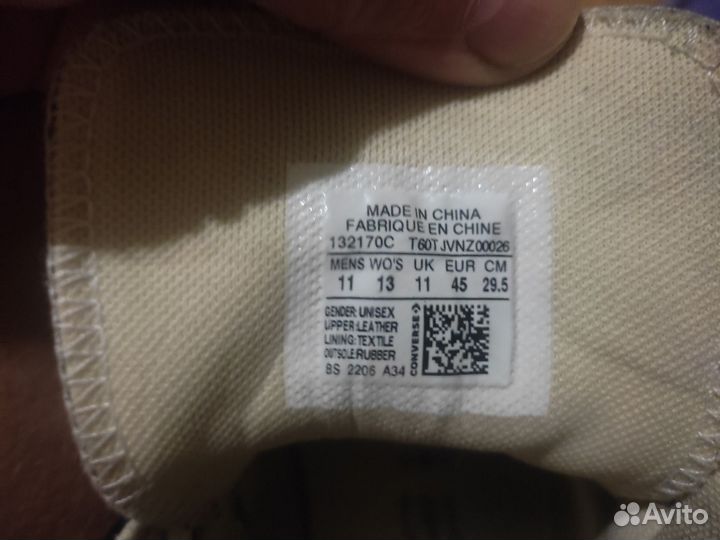 MADE IN CHINA
FABRIQUE EN CHINE
132170C T60TJVNZ00026
MENS WO'S UK EUR CM
11 13 11 45 29.5
GENDER: UNISEX
UPPER: LEATHER
LINING: TEXTILE
OUTSOLE: RUBBER
BS 2206 A34
CONVERSE
Avito